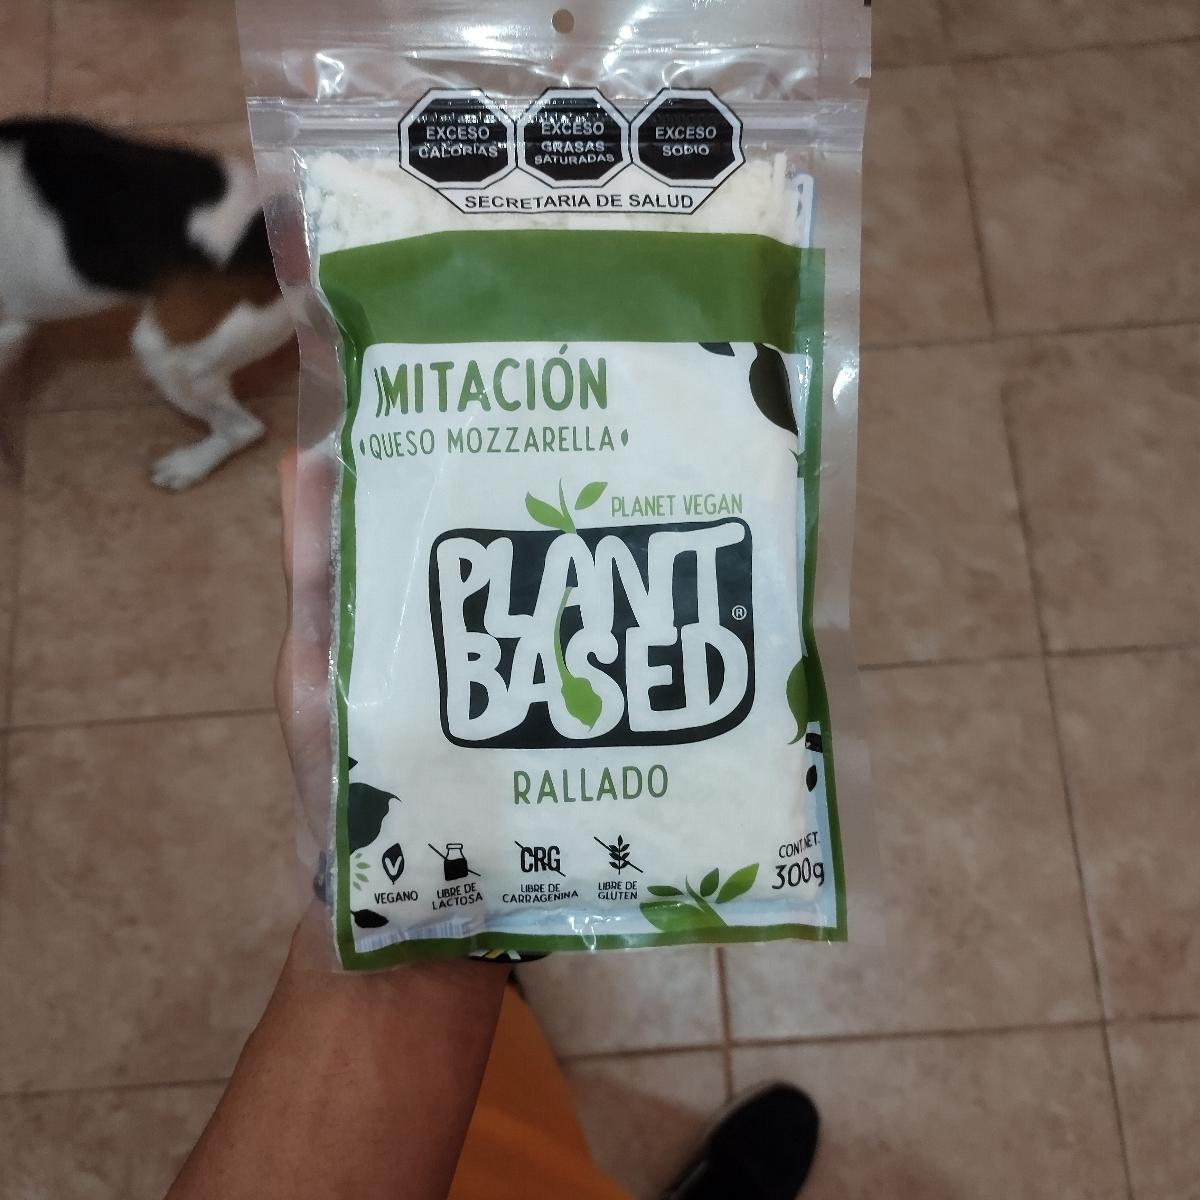 EXCESO
CALORÍAS
EXCESO
GRASAS
SATURADAS
EXCESO
SODIO
SECRETARIA DE SALUD
IMITACIÓN
QUESO MOZZARELLA
PLANET VEGAN
PLANT
BASED®
RALLADO
VEGANO
LIBRE DE
LACTOSA
CRG
LIBRE DE
CARRAGENINA
LIBRE DE
GLUTEN
CONT. NET.
300g